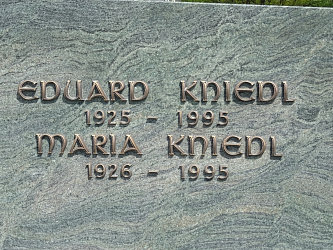 EDUARD KNIEDL
1925 - 1995
MARIA KNIEDL
1926 - 1995